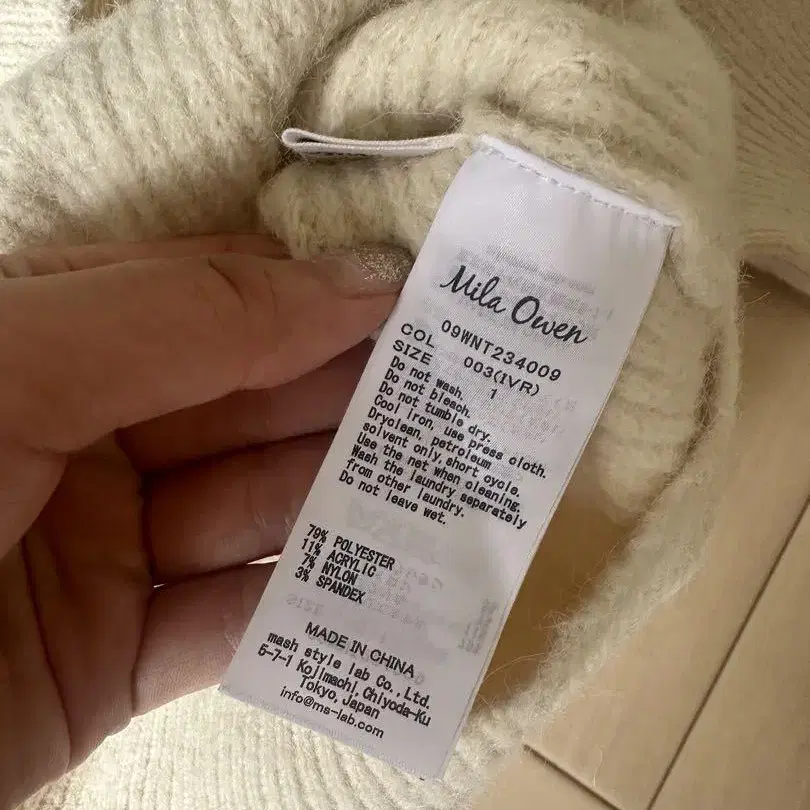 Mila Owen
09WNT234009
COL 003(IVR)
SIZE 1
Do not wash.
Do not bleach.
Do not tumble dry.
Cool Iron, use press cloth.
Dryclean, petroleum
solvent only, short cycle.
Use the net when cleaning.
Wash the laundry separately
from other laundry.
Do not leave wet.
79% POLYESTER
11% ACRYLIC
7% NYLON
3% SPANDEX
MADE IN CHINA
mash style lab Co.,Ltd.
5-7-1 Kojimachi,Chiyoda-Ku
Tokyo,Japan
info@ms-lab.com